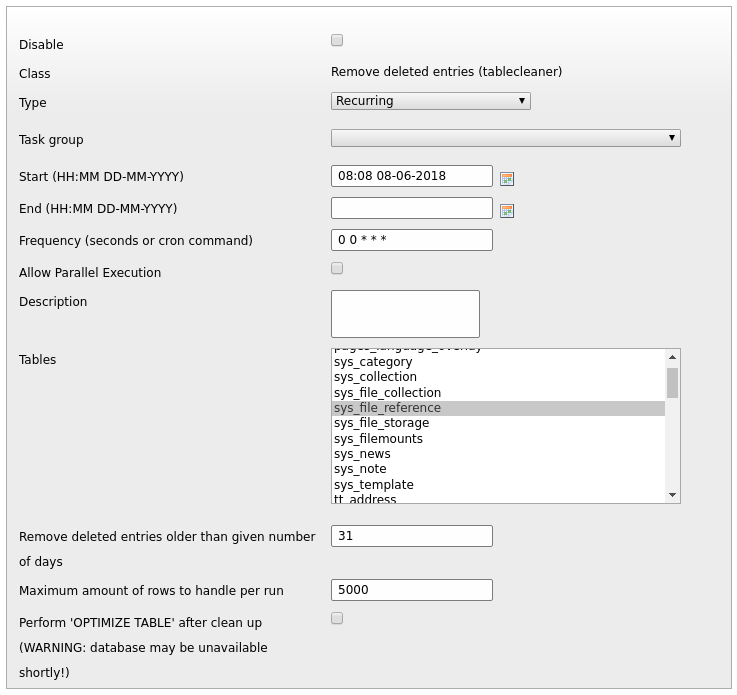 Disable
Class Remove deleted entries (tablecleaner)
Type Recurring
Task group
Start (HH:MM DD-MM-YYYY) 08:08 08-06-2018
End (HH:MM DD-MM-YYYY)
Frequency (seconds or cron command) 0 0 * * *
Allow Parallel Execution
Description
Tables
pages_language_overlay
sys_category
sys_collection
sys_file_collection
sys_file_reference
sys_file_storage
sys_filemounts
sys_news
sys_note
sys_template
tt_address
Remove deleted entries older than given number 31
of days
Maximum amount of rows to handle per run 5000
Perform 'OPTIMIZE TABLE' after clean up
(WARNING: database may be unavailable
shortly!)